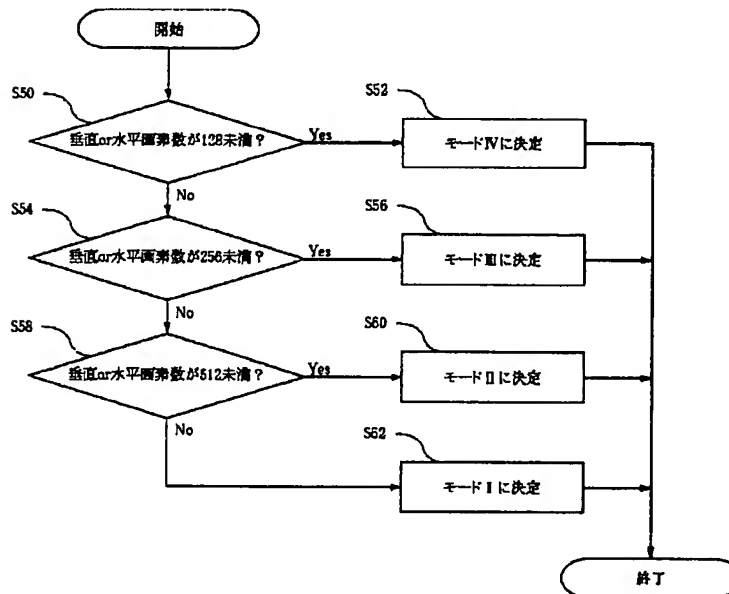 開始
S50
垂直or水平画素数が128未満？
Yes
S52
モードⅣに決定
No
S54
垂直or水平画素数が256未満？
Yes
S56
モードⅢに決定
No
S58
垂直or水平画素数が512未満？
Yes
S60
モードⅡに決定
No
S62
モードⅠに決定
終了